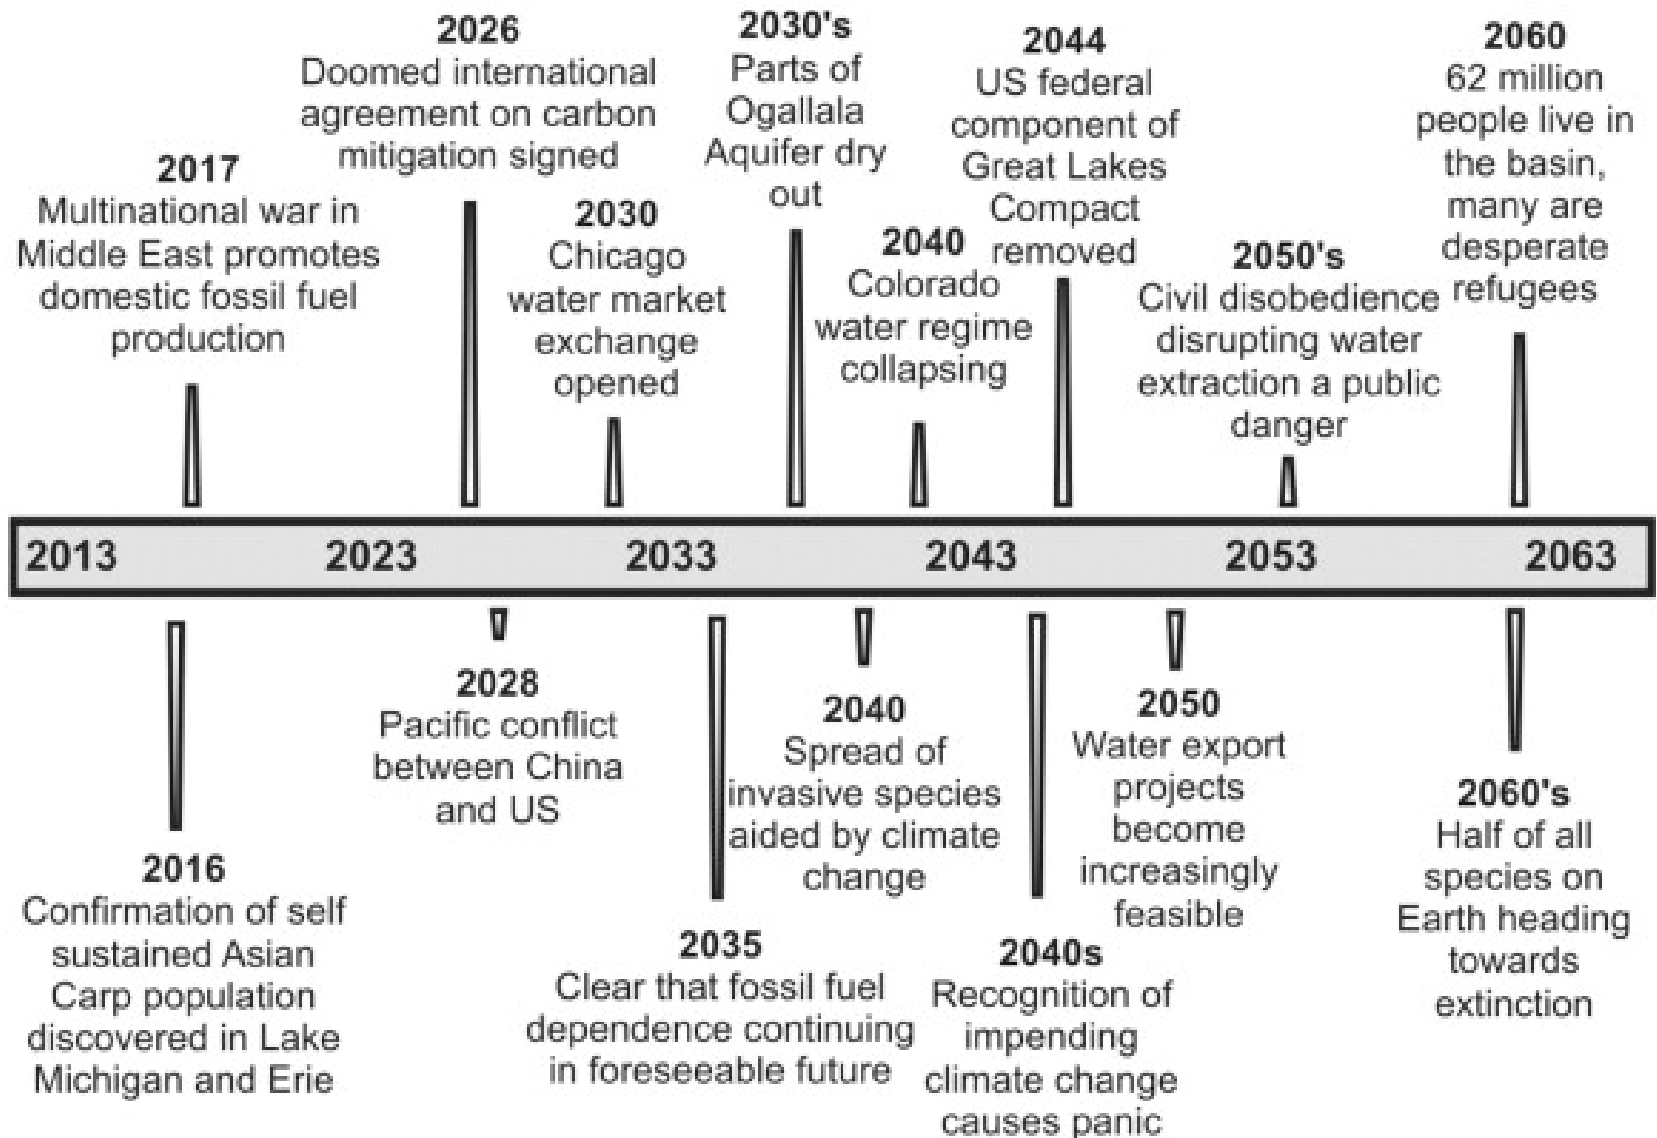 2017
Multinational war in
Middle East promotes
domestic fossil fuel
production
2026
Doomed international
agreement on carbon
mitigation signed
2030
Chicago
water market
exchange
opened
2030's
Parts of
Ogallala
Aquifer dry
out
2040
Colorado
water regime
collapsing
2044
US federal
component of
Great Lakes
Compact
removed
2050's
Civil disobedience
disrupting water
extraction a public
danger
2060
62 million
people live in
the basin,
many are
desperate
refugees
2013 2023 2033 2043 2053 2063
2016
Confirmation of self
sustained Asian
Carp population
discovered in Lake
Michigan and Erie
2028
Pacific conflict
between China
and US
2035
Clear that fossil fuel
dependence continuing
in foreseeable future
2040
Spread of
invasive species
aided by climate
change
2040s
Recognition of
impending
climate change
causes panic
2050
Water export
projects
become
increasingly
feasible
2060's
Half of all
species on
Earth heading
towards
extinction